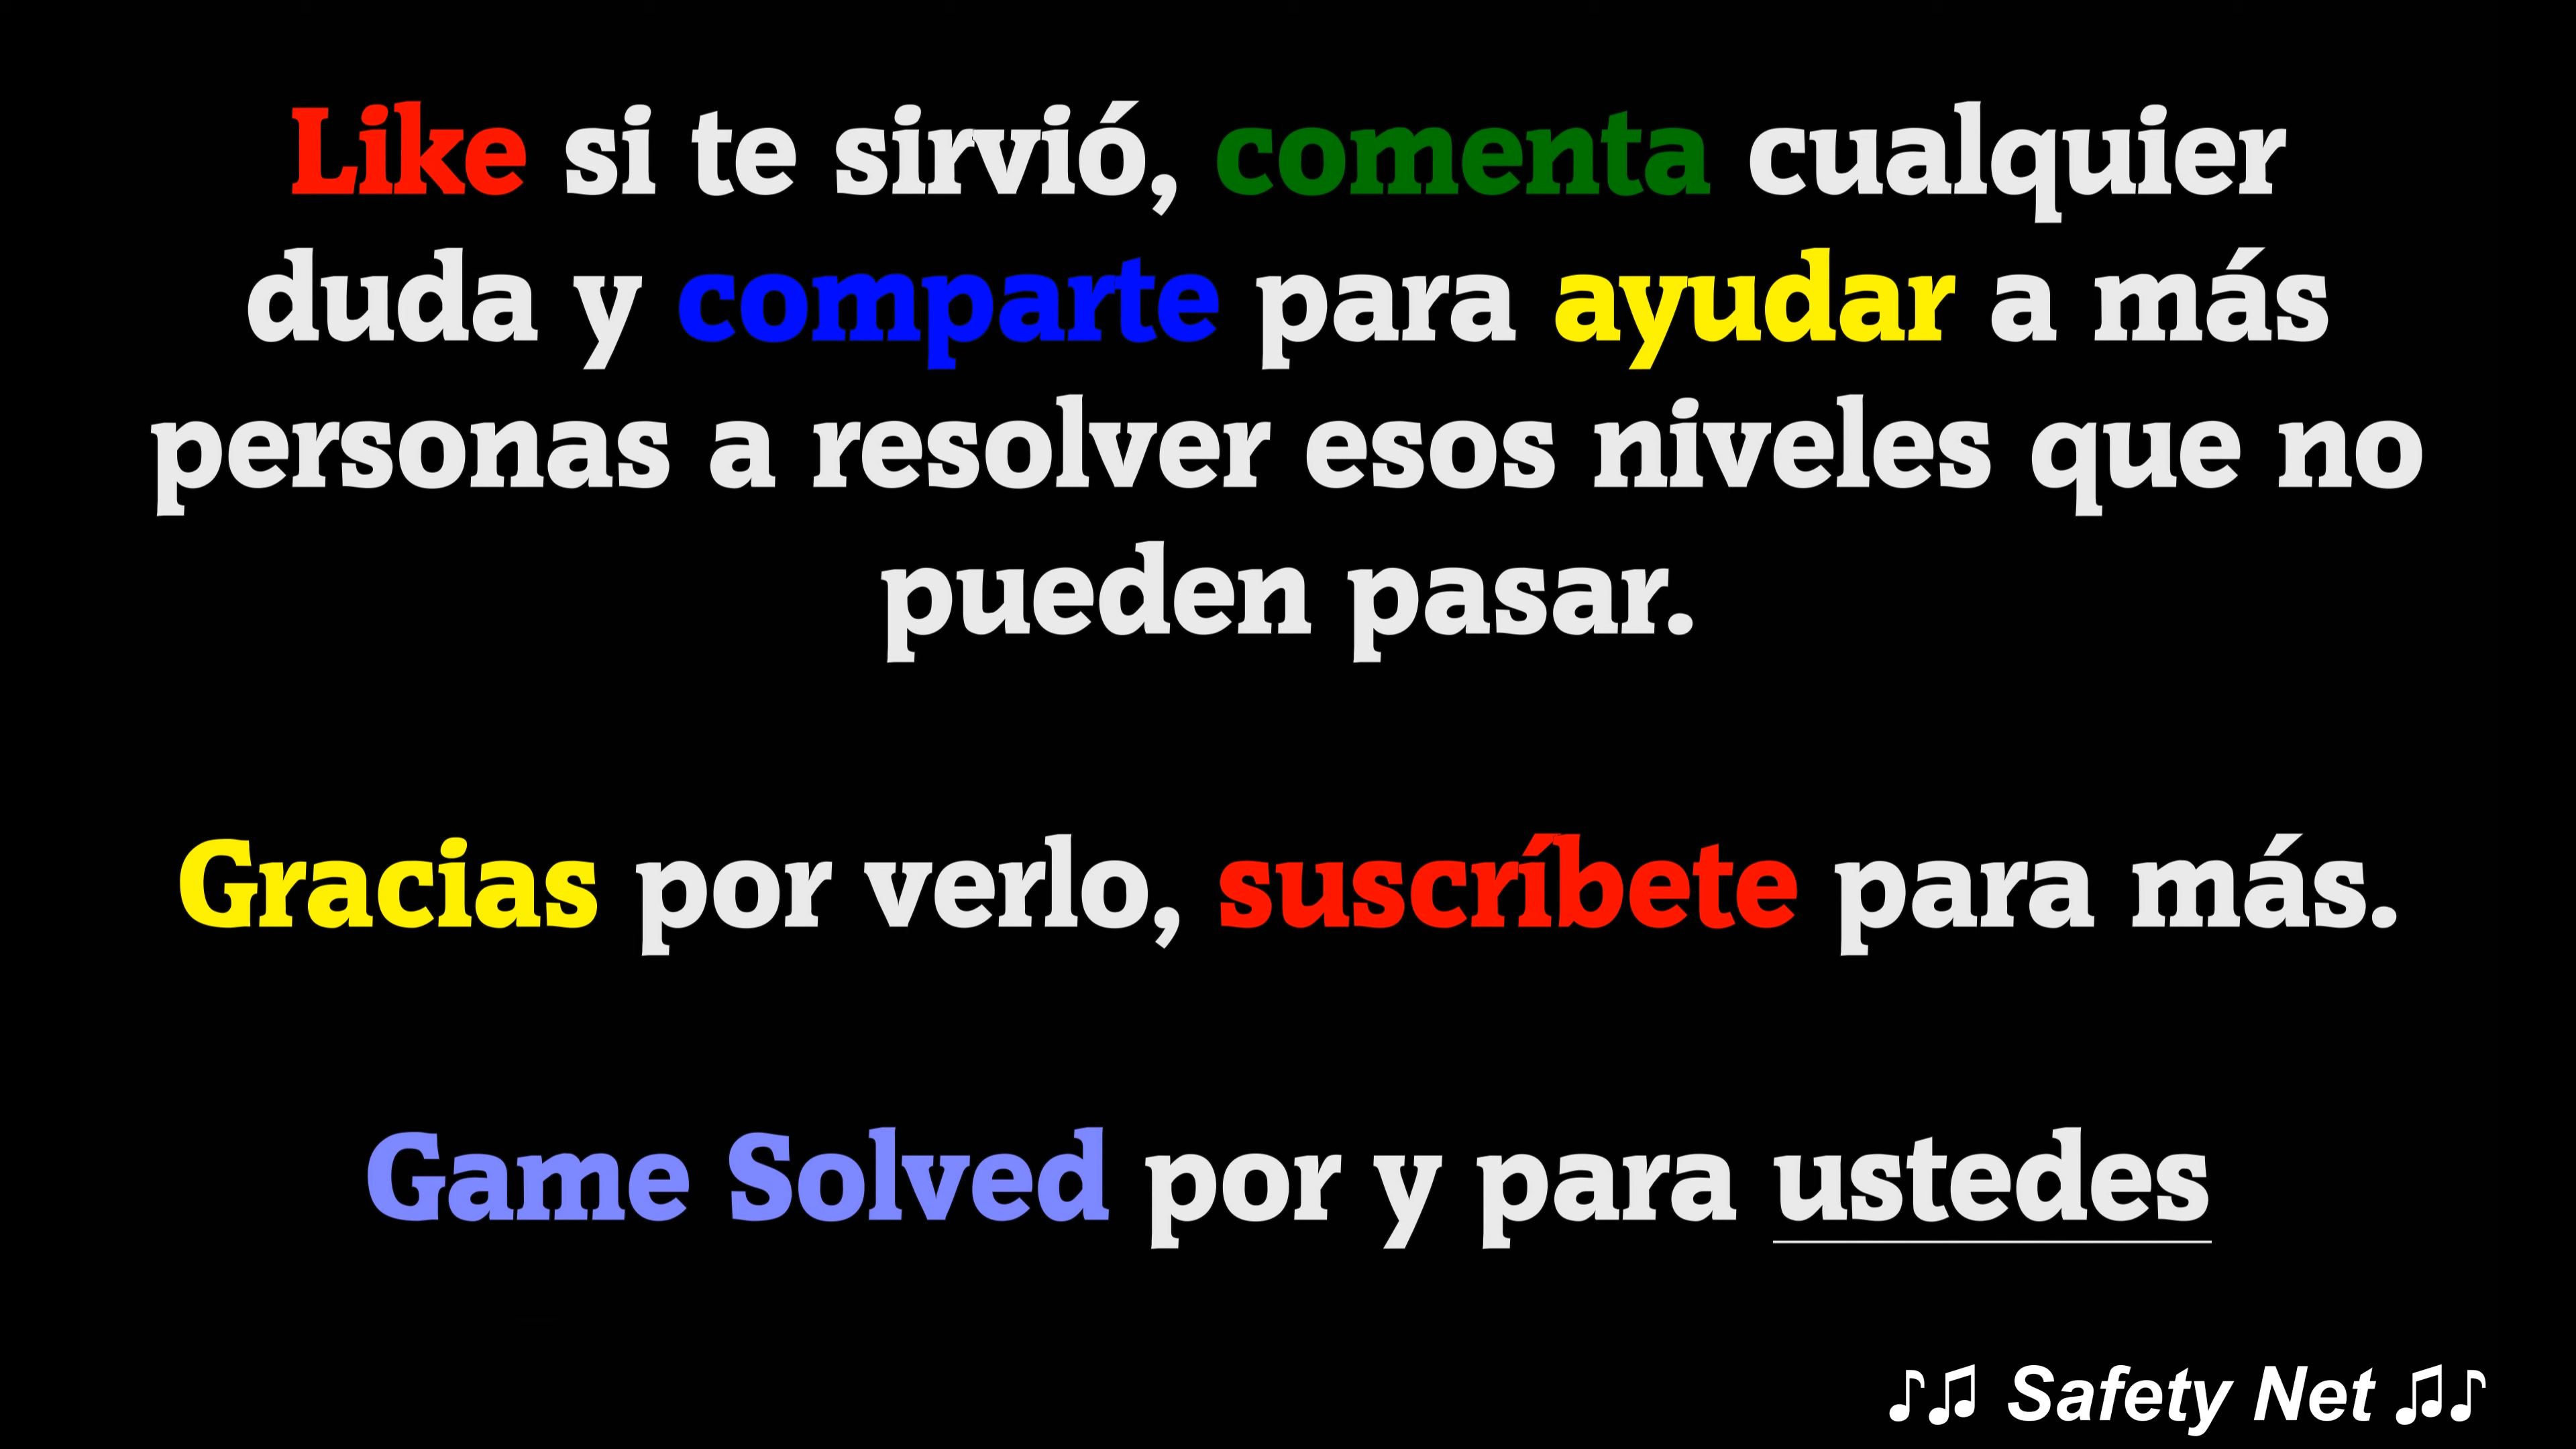 Like si te sirvió, comenta cualquier
duda y comparte para ayudar a más
personas a resolver esos niveles que no
pueden pasar.
Gracias por verlo, suscríbete para más.
Game Solved por y para ustedes
♪♫ Safety Net ♫♪